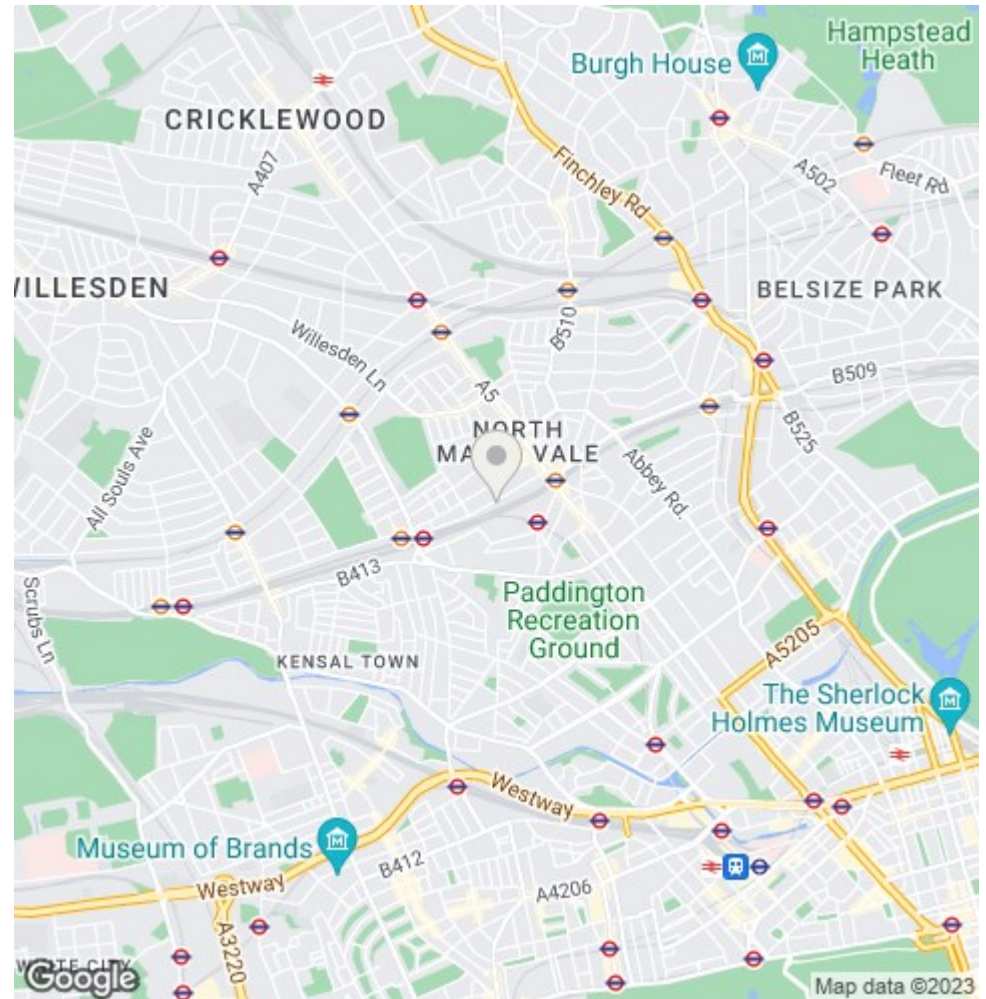 Hampstead
Heath
Burgh House
CRICKLEWOOD
A407
Finchley Rd
A502
Fleet Rd
BELSIZE PARK
Willesden Ln
B510
B509
A5
NORTH
VALE
B525
Abbey Rd.
All Souls Ave
B413
Scrubs Ln
Paddington
Recreation
Ground
KENSAL TOWN
A5205
The Sherlock
Holmes Museum
Westway
Museum of Brands
B412
Westway
A4206
A3220
Google
Map data ©2023